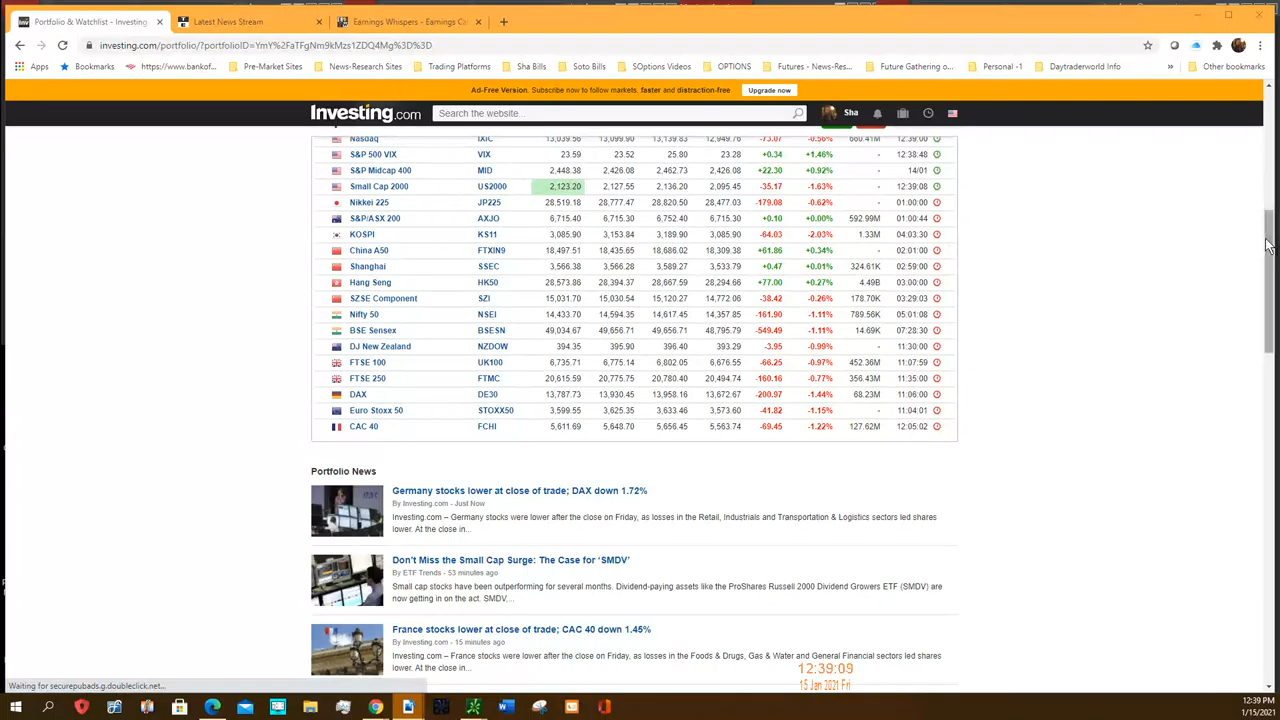 Portfolio & Watchlist - Investing
Latest News Stream
Earnings Whispers - Earnings Ca
investing.com/portfolio/?portfolioID=YmY%2FaTFgNm9kMzs1ZDQ4Mg%3D%3D
Apps Bookmarks https://www.bankof... Pre-Market Sites News-Research Sites Trading Platforms Sha Bills Soto Bills SOptions Videos OPTIONS Futures - News-Res... Future Gathering o... Personal -1 Daytraderworld Info » Other bookmarks
Ad-Free Version. Subscribe now to follow markets, faster and distraction-free Upgrade now
Investing.com Search the website... Sha
Nasdaq IXIC 13,039.56 13,099.90 13,139.83 12,949.76 -73.07 -0.56% 660.41M 12:39:00
S&P 500 VIX VIX 23.59 23.52 25.80 23.28 +0.34 +1.46% - 12:38:48
S&P Midcap 400 MID 2,448.38 2,426.08 2,462.73 2,426.08 +22.30 +0.92% - 14/01
Small Cap 2000 US2000 2,123.20 2,127.55 2,136.20 2,095.45 -35.17 -1.63% - 12:39:08
Nikkei 225 JP225 28,519.18 28,777.47 28,820.50 28,477.03 -179.08 -0.62% - 01:00:00
S&P/ASX 200 AXJO 6,715.40 6,715.30 6,752.40 6,715.30 +0.10 +0.00% 592.99M 01:00:44
KOSPI KS11 3,085.90 3,153.84 3,189.90 3,085.90 -64.03 -2.03% 1.33M 04:03:30
China A50 FTXIN9 18,497.51 18,435.65 18,686.02 18,309.38 +61.86 +0.34% - 02:01:00
Shanghai SSEC 3,566.38 3,566.28 3,589.27 3,533.79 +0.47 +0.01% 324.61K 02:59:00
Hang Seng HK50 28,573.86 28,394.37 28,667.59 28,294.66 +77.00 +0.27% 4.49B 03:00:00
SZSE Component SZI 15,031.70 15,030.54 15,120.27 14,772.06 -38.42 -0.26% 178.70K 03:29:03
Nifty 50 NSEI 14,433.70 14,594.35 14,617.45 14,357.85 -161.90 -1.11% 789.56K 05:01:08
BSE Sensex BSESN 49,034.67 49,656.71 49,656.71 48,795.79 -549.49 -1.11% 14.69K 07:28:30
DJ New Zealand NZDOW 394.35 395.90 396.40 393.29 -3.95 -0.99% - 11:30:00
FTSE 100 UK100 6,735.71 6,775.14 6,802.05 6,676.55 -66.25 -0.97% 452.36M 11:07:59
FTSE 250 FTMC 20,615.59 20,775.75 20,780.40 20,494.74 -160.16 -0.77% 356.43M 11:35:00
DAX DE30 13,787.73 13,930.45 13,958.16 13,672.67 -200.97 -1.44% 68.23M 11:06:00
Euro Stoxx 50 STOXX50 3,599.55 3,625.35 3,633.46 3,573.60 -41.82 -1.15% - 11:04:01
CAC 40 FCHI 5,611.69 5,648.70 5,656.45 5,563.74 -69.45 -1.22% 127.62M 12:05:02
Portfolio News
Germany stocks lower at close of trade; DAX down 1.72%
By Investing.com - Just Now
Investing.com – Germany stocks were lower after the close on Friday, as losses in the Retail, Industrials and Transportation & Logistics sectors led shares
lower. At the close in...
Don't Miss the Small Cap Surge: The Case for 'SMDV'
By ETF Trends - 53 minutes ago
Small cap stocks have been outperforming for several months. Dividend-paying assets like the ProShares Russell 2000 Dividend Growers ETF (SMDV) are
now getting in on the act. SMDV,...
France stocks lower at close of trade; CAC 40 down 1.45%
By Investing.com - 15 minutes ago
Investing.com – France stocks were lower after the close on Friday, as losses in the Foods & Drugs, Gas & Water and General Financial sectors led shares
lower. At the close in...
12:39:09
15 Jan 2021 Fri
Waiting for securepubads.g.doubleclick.net...
12:39 PM
1/15/2021